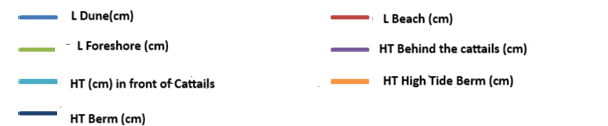 L Dune(cm)
L Beach (cm)
L Foreshore (cm)
HT Behind the cattails (cm)
HT (cm) in front of Cattails
HT High Tide Berm (cm)
HT Berm (cm)